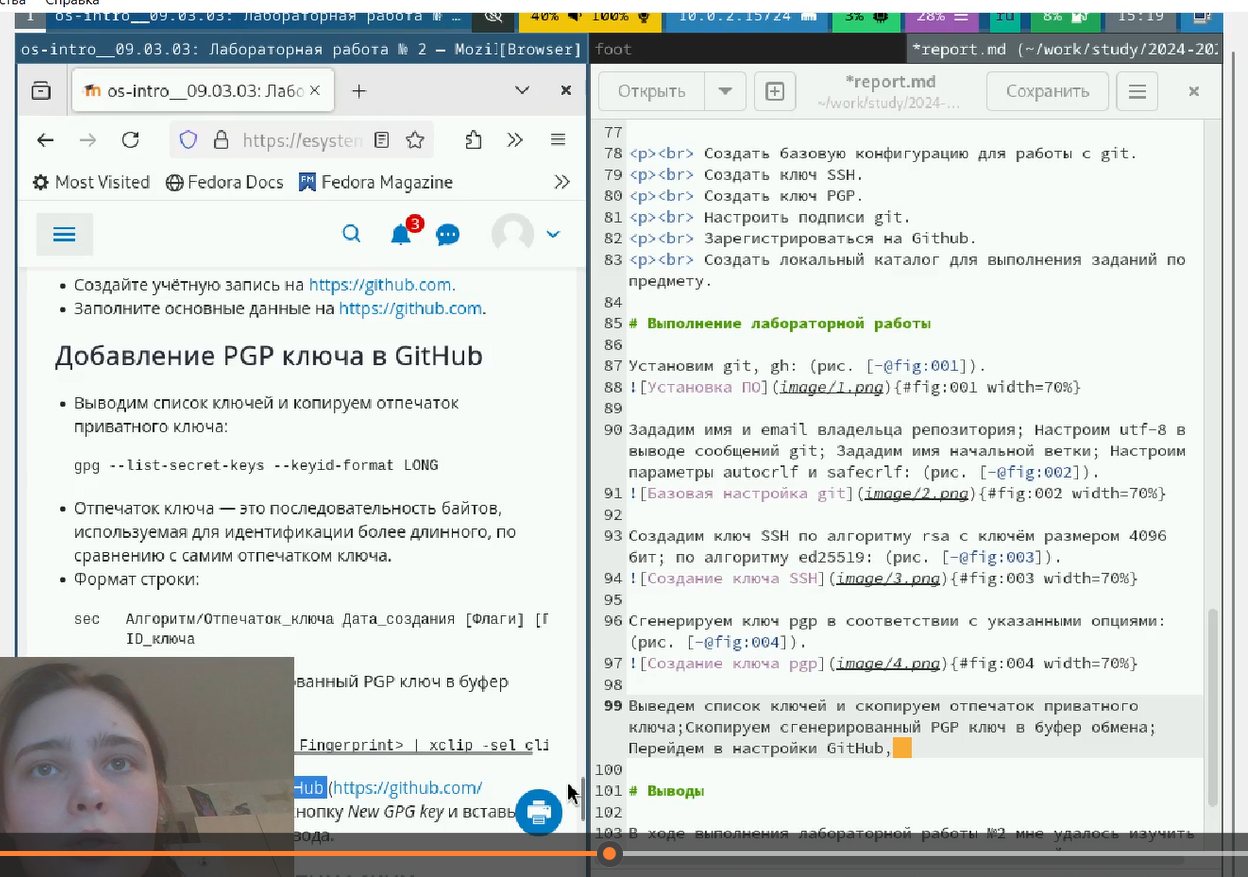 Справка
1 os-intro__09.03.03: Лабораторная работа № … 40% 100% 10.0.2.15/24 3% 28% ru 8% 15:19
os-intro__09.03.03: Лабораторная работа № 2 — Mozil[Browser]
foot
*report.md (~/work/study/2024-202
os-intro__09.03.03: Лабо
https://esystem
Most Visited Fedora Docs Fedora Magazine
3
Создайте учётную запись на https://github.com.
Заполните основные данные на https://github.com.
Добавление PGP ключа в GitHub
Выводим список ключей и копируем отпечаток
приватного ключа:
gpg --list-secret-keys --keyid-format LONG
Отпечаток ключа — это последовательность байтов,
используемая для идентификации более длинного, по
сравнению с самим отпечатком ключа.
Формат строки:
sec Алгоритм/Отпечаток_ключа Дата_создания [Флаги] [Г
ID_ключа
ванный PGP ключ в буфер
Fingerprint> | xclip -sel cli
Hub (https://github.com/
нопку New GPG key и вставь
вода.
Открыть
*report.md
~/work/study/2024-...
Сохранить
77
78 <p><br> Создать базовую конфигурацию для работы с git.
79 <p><br> Создать ключ SSH.
80 <p><br> Создать ключ PGP.
81 <p><br> Настроить подписи git.
82 <p><br> Зарегистрироваться на Github.
83 <p><br> Создать локальный каталог для выполнения заданий по
предмету.
84
85 # Выполнение лабораторной работы
86
87 Установим git, gh: (рис. [-@fig:001]).
88 ![Установка ПО](image/1.png){#fig:001 width=70%}
89
90 Зададим имя и email владельца репозитория; Настроим utf-8 в
выводе сообщений git; Зададим имя начальной ветки; Настроим
параметры autocrlf и safecrlf: (рис. [-@fig:002]).
91 ![Базовая настройка git](image/2.png){#fig:002 width=70%}
92
93 Создадим ключ SSH по алгоритму rsa с ключём размером 4096
бит; по алгоритму ed25519: (рис. [-@fig:003]).
94 ![Создание ключа SSH](image/3.png){#fig:003 width=70%}
95
96 Сгенерируем ключ pgp в соответствии с указанными опциями:
(рис. [-@fig:004]).
97 ![Создание ключа pgp](image/4.png){#fig:004 width=70%}
98
99 Выведем список ключей и скопируем отпечаток приватного
ключа;Скопируем сгенерированный PGP ключ в буфер обмена;
Перейдем в настройки GitHub,
100
101 # Выводы
102
103 В ходе выполнения лабораторной работы №2 мне удалось изучить